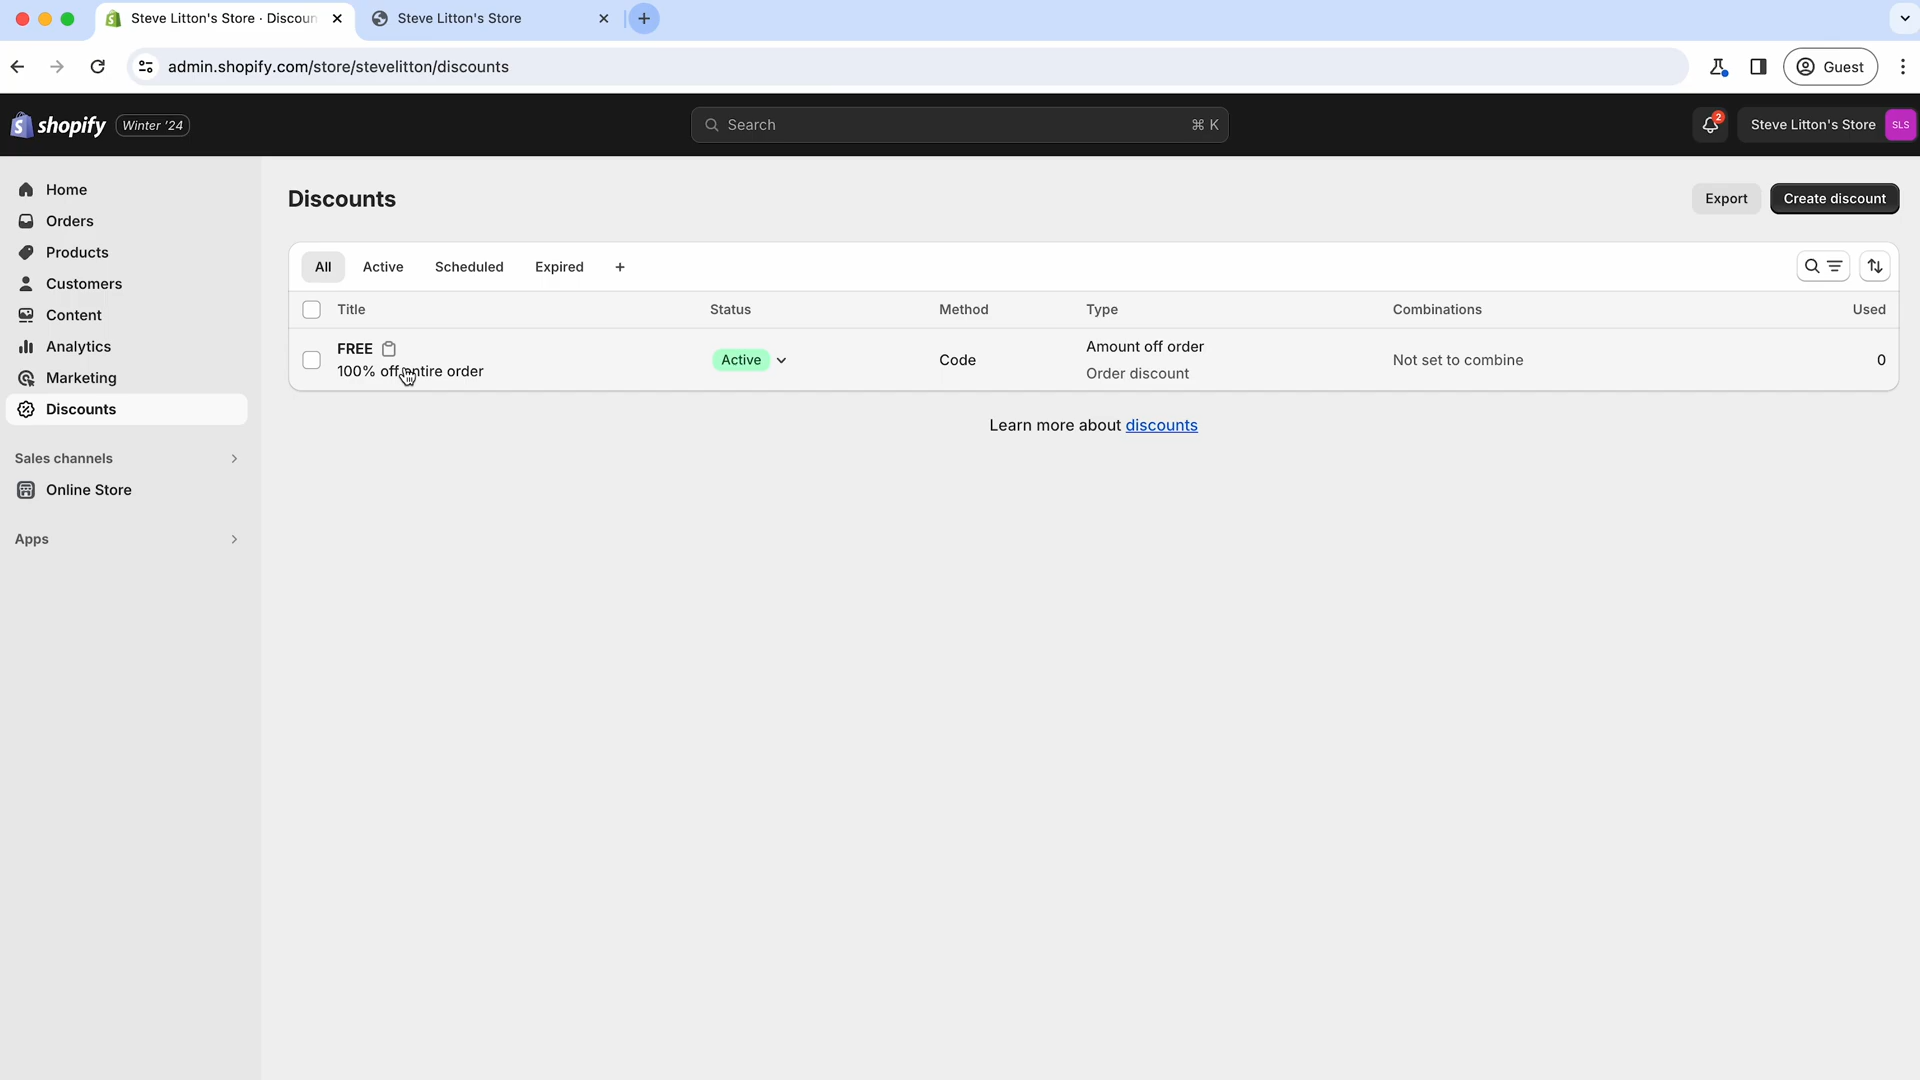 Steve Litton's Store · Discoun
Steve Litton's Store
admin.shopify.com/store/stevelitton/discounts
Guest
shopify
Winter '24
Search
⌘ K
2
Steve Litton's Store
SLS
Home
Orders
Products
Customers
Content
Analytics
Marketing
Discounts
Sales channels
Online Store
Apps
Discounts
Export
Create discount
All
Active
Scheduled
Expired
+
Title
Status
Method
Type
Combinations
Used
FREE
100% off entire order
Active
Code
Amount off order
Order discount
Not set to combine
0
Learn more about discounts